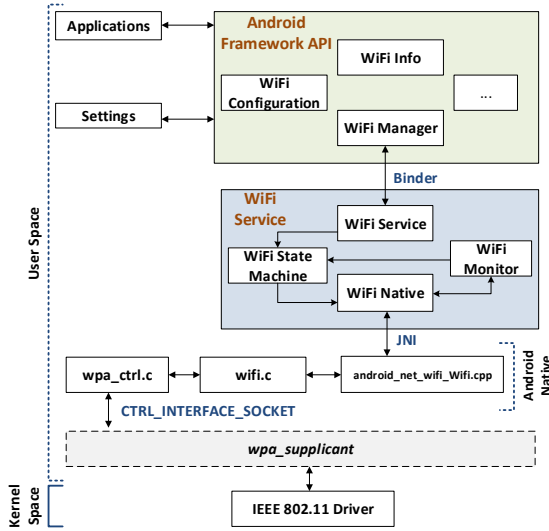 Applications
Android
Framework API
WiFi Info
WiFi
Configuration
...
Settings
WiFi Manager
Binder
WiFi
Service
WiFi Service
WiFi State
Machine
WiFi
Monitor
WiFi Native
User Space
JNI
wpa_ctrl.c
wifi.c
android_net_wifi_Wifi.cpp
Android
Native
CTRL_INTERFACE_SOCKET
wpa_supplicant
Kernel
Space
IEEE 802.11 Driver